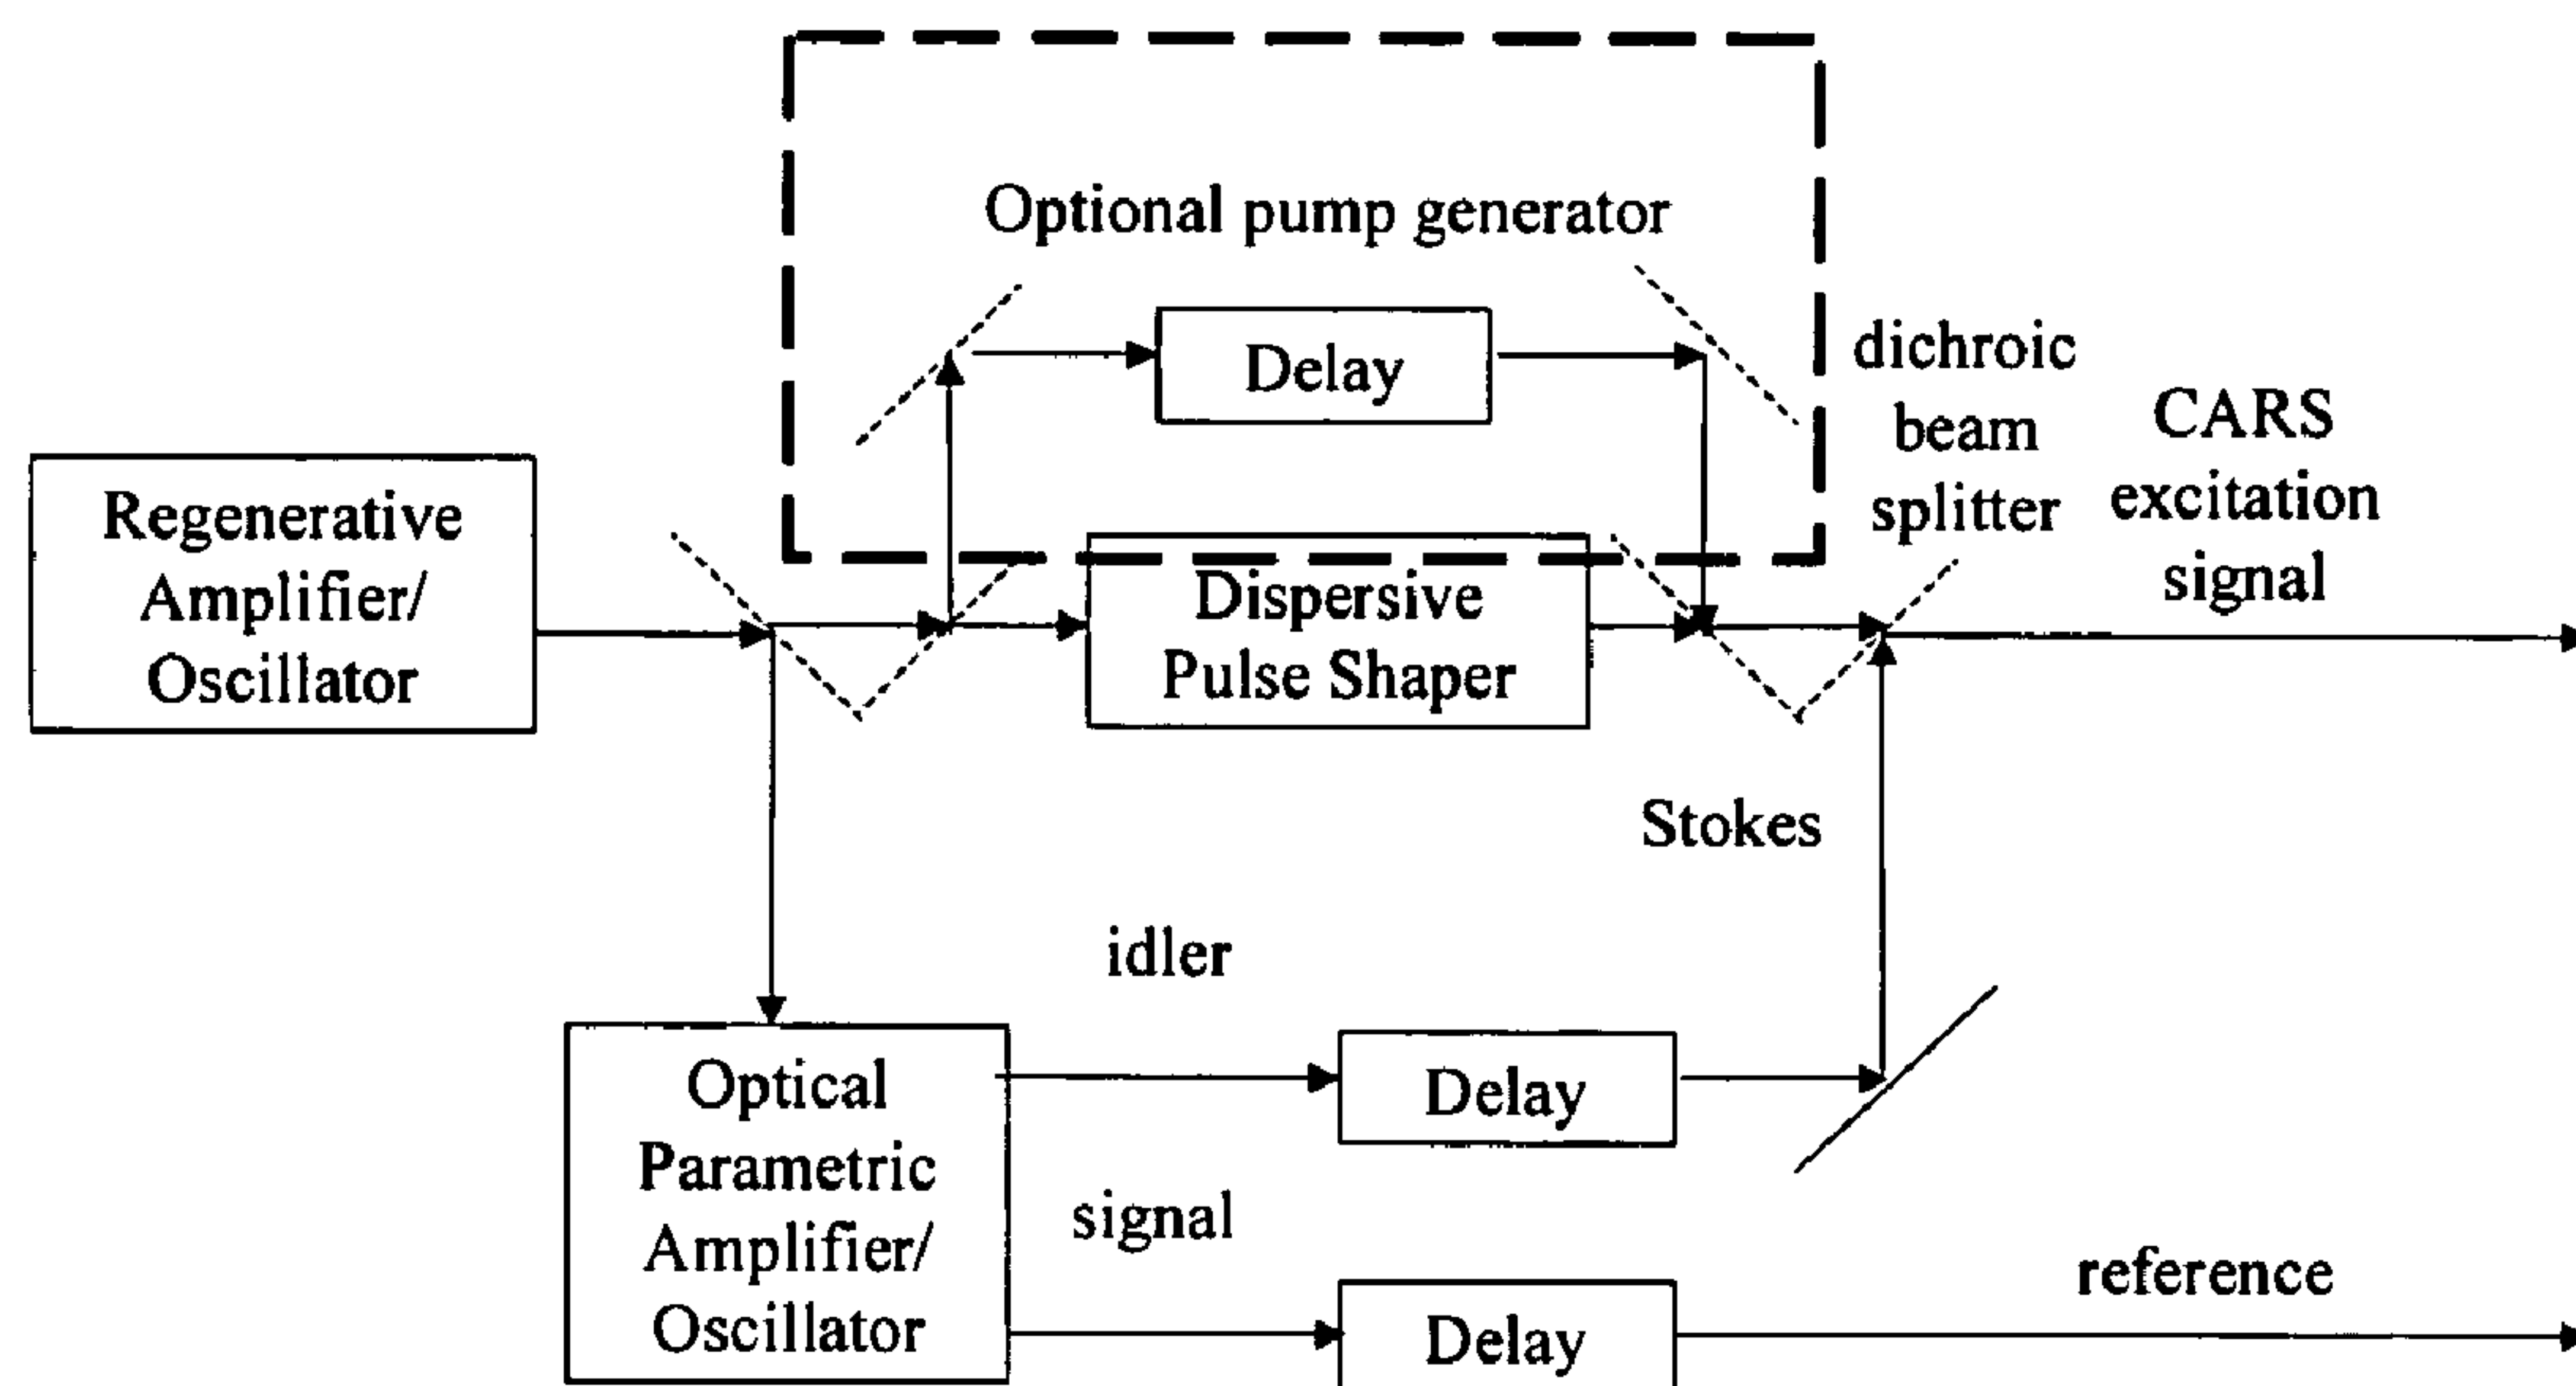 Optional pump generator
Delay
dichroic
beam
splitter
CARS
excitation
signal
Regenerative
Amplifier/
Oscillator
Dispersive
Pulse Shaper
Stokes
idler
Optical
Parametric
Amplifier/
Oscillator
Delay
signal
Delay
reference